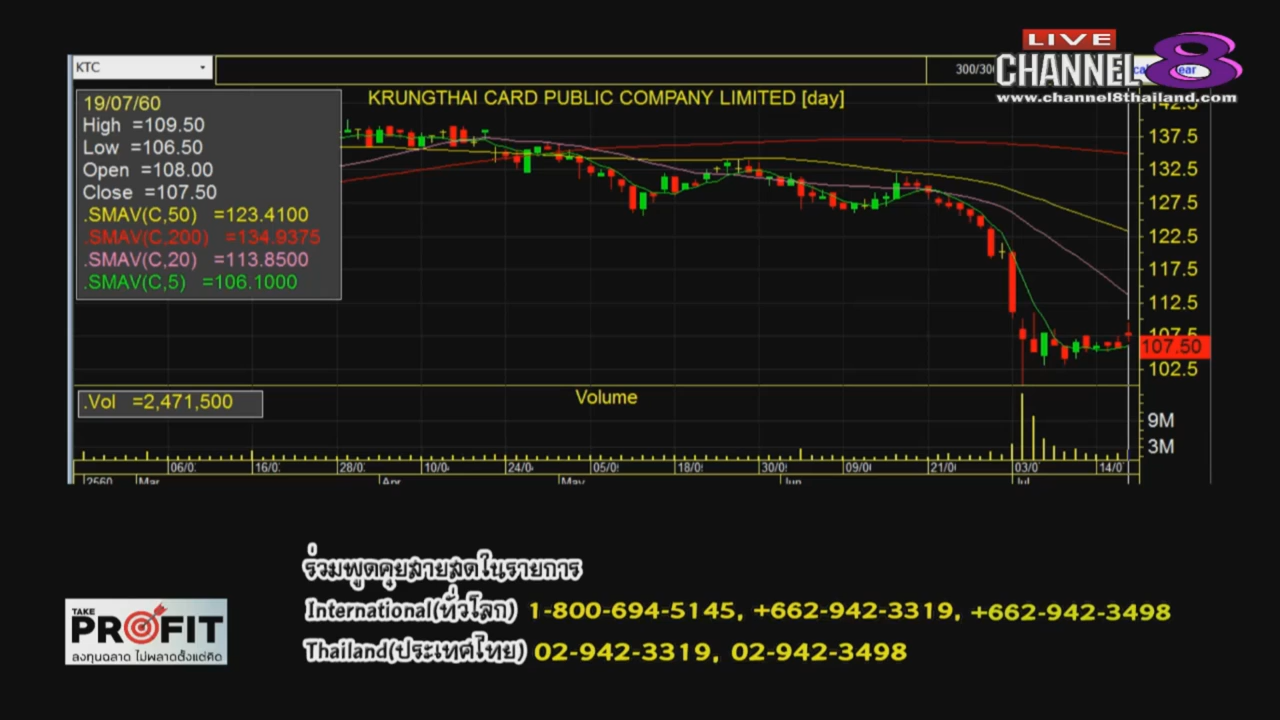 LIVE
CHANNEL 8
www.channel8thailand.com
KTC
300/300
19/07/60
High =109.50
Low =106.50
Open =108.00
Close =107.50
.SMAV(C,50) =123.4100
.SMAV(C,200) =134.9375
.SMAV(C,20) =113.8500
.SMAV(C,5) =106.1000
KRUNGTHAI CARD PUBLIC COMPANY LIMITED [day]
142.5
137.5
132.5
127.5
122.5
117.5
112.5
107.5
107.50
102.5
.Vol =2,471,500
Volume
9M
3M
06/0 16/0 28/0 10/0 24/0 05/0 18/0 30/0 09/0 21/0 03/0 14/0
2560 Mar Apr May Jun Jul
ร่วมพูดคุยสายสดในรายการ
International(ทั่วโลก) 1-800-694-5145, +662-942-3319, +662-942-3498
Thailand(ประเทศไทย) 02-942-3319, 02-942-3498
TAKE
PROFIT
ลงทุนฉลาด ไม่พลาดตั้งแต่คิด